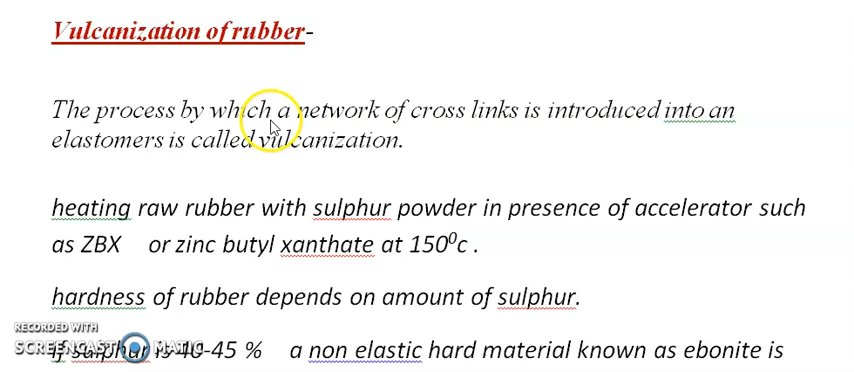 Vulcanization of rubber-
The process by which a network of cross links is introduced into an
elastomers is called vulcanization.
heating raw rubber with sulphur powder in presence of accelerator such
as ZBX or zinc butyl xanthate at 150⁰c .
hardness of rubber depends on amount of sulphur.
If sulphur is 40-45 % a non elastic hard material known as ebonite is
RECORDED WITH
SCREENCAST MATIC